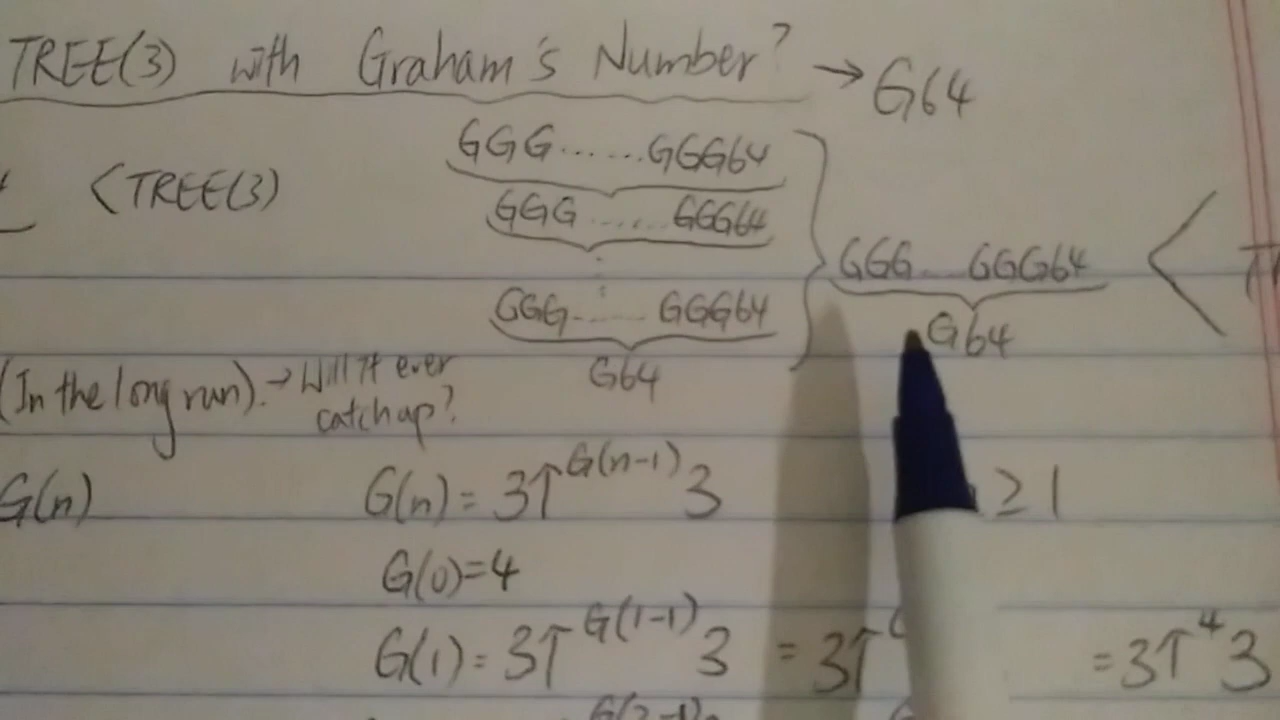 TREE(3) with Graham's Number? → G64
GGG......GGGG64
< TREE(3)
GGG......GGG64
GGG...GGG64 <
GGG......GGG64
G64
G64
(In the long run). → Will it ever
catch up?
G(n) G(n) = 3↑^G(n-1) 3 ≥ 1
G(0)=4
G(1) = 3↑^G(1-1) 3 = 3↑ = 3↑^4 3